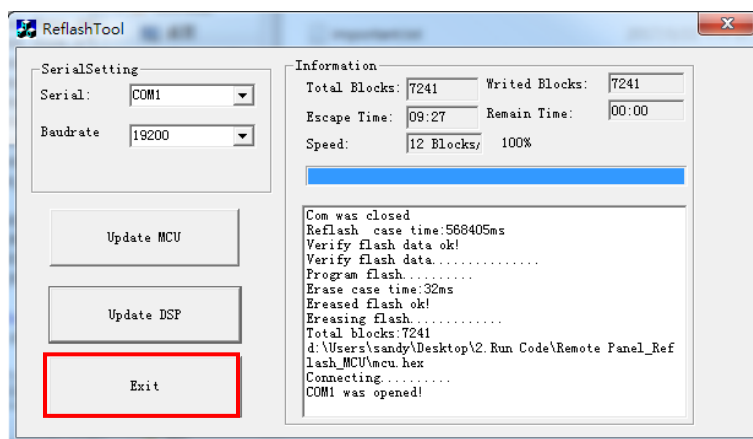 ReflashTool
SerialSetting
Serial: COM1
Baudrate 19200
Update MCU
Update DSP
Exit
Information
Total Blocks: 7241 Writed Blocks: 7241
Escape Time: 09:27 Remain Time: 00:00
Speed: 12 Blocks/ 100%
Com was closed
Reflash case time:568405ms
Verify flash data ok!
Verify flash data...............
Program flash..........
Erase case time:32ms
Ereased flash ok!
Ereasing flash.............
Total blocks:7241
d:\Users\sandy\Desktop\2.Run Code\Remote Panel_Ref
lash_MCU\mcu.hex
Connecting..........
COM1 was opened!